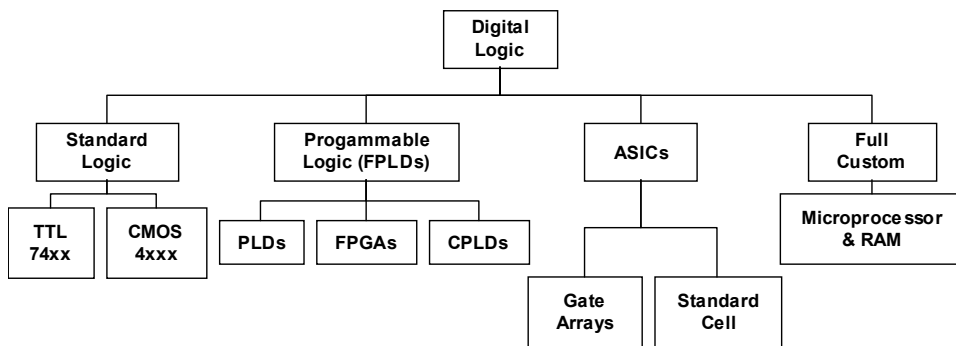 Digital
Logic
Standard
Logic
Progammable
Logic (FPLDs)
ASICs
Full
Custom
TTL
74xx
CMOS
4xxx
PLDs
FPGAs
CPLDs
Microprocessor
& RAM
Gate
Arrays
Standard
Cell